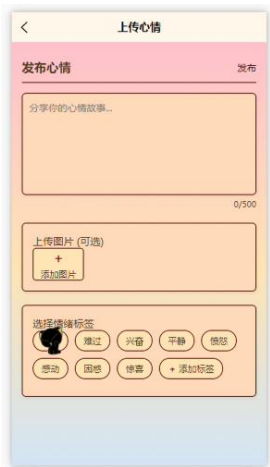 上传心情
发布心情 发布
分享你的心情故事...
0/500
上传图片 (可选)
+
添加图片
选择情绪标签
难过 兴奋 平静 愤怒
感动 困惑 惊喜 + 添加标签